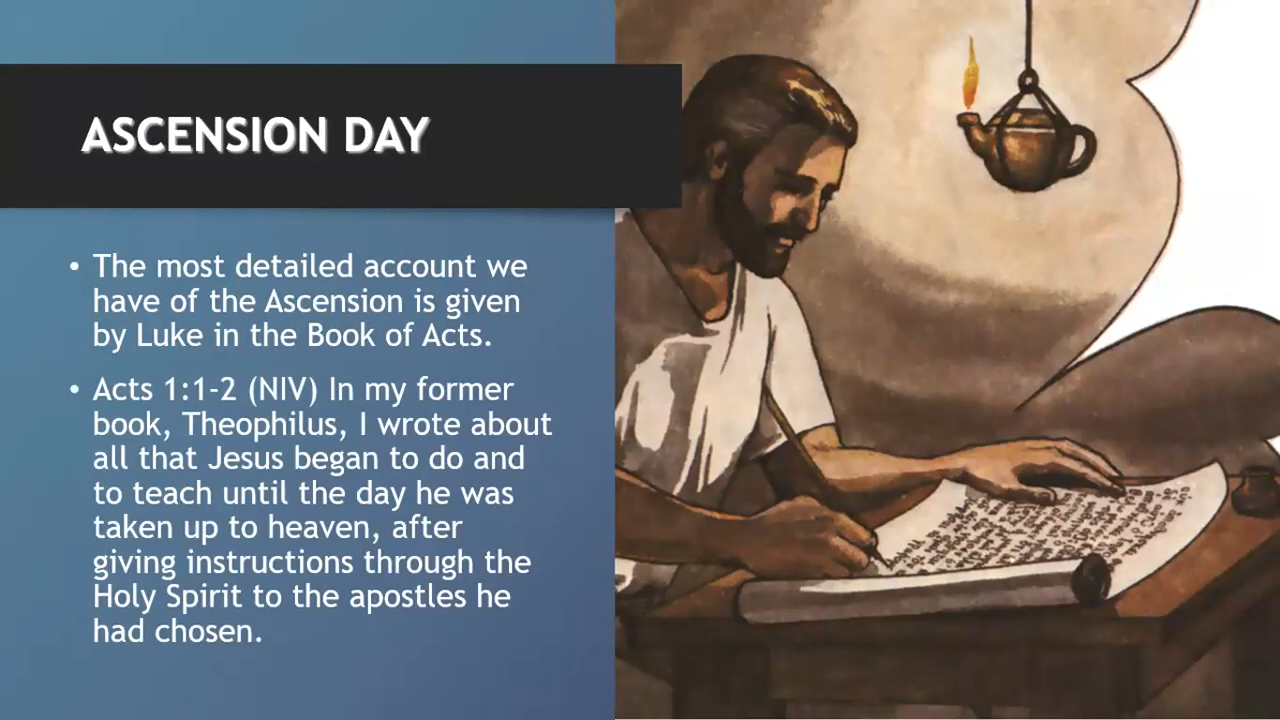 ASCENSION DAY
• The most detailed account we
have of the Ascension is given
by Luke in the Book of Acts.
• Acts 1:1-2 (NIV) In my former
book, Theophilus, I wrote about
all that Jesus began to do and
to teach until the day he was
taken up to heaven, after
giving instructions through the
Holy Spirit to the apostles he
had chosen.